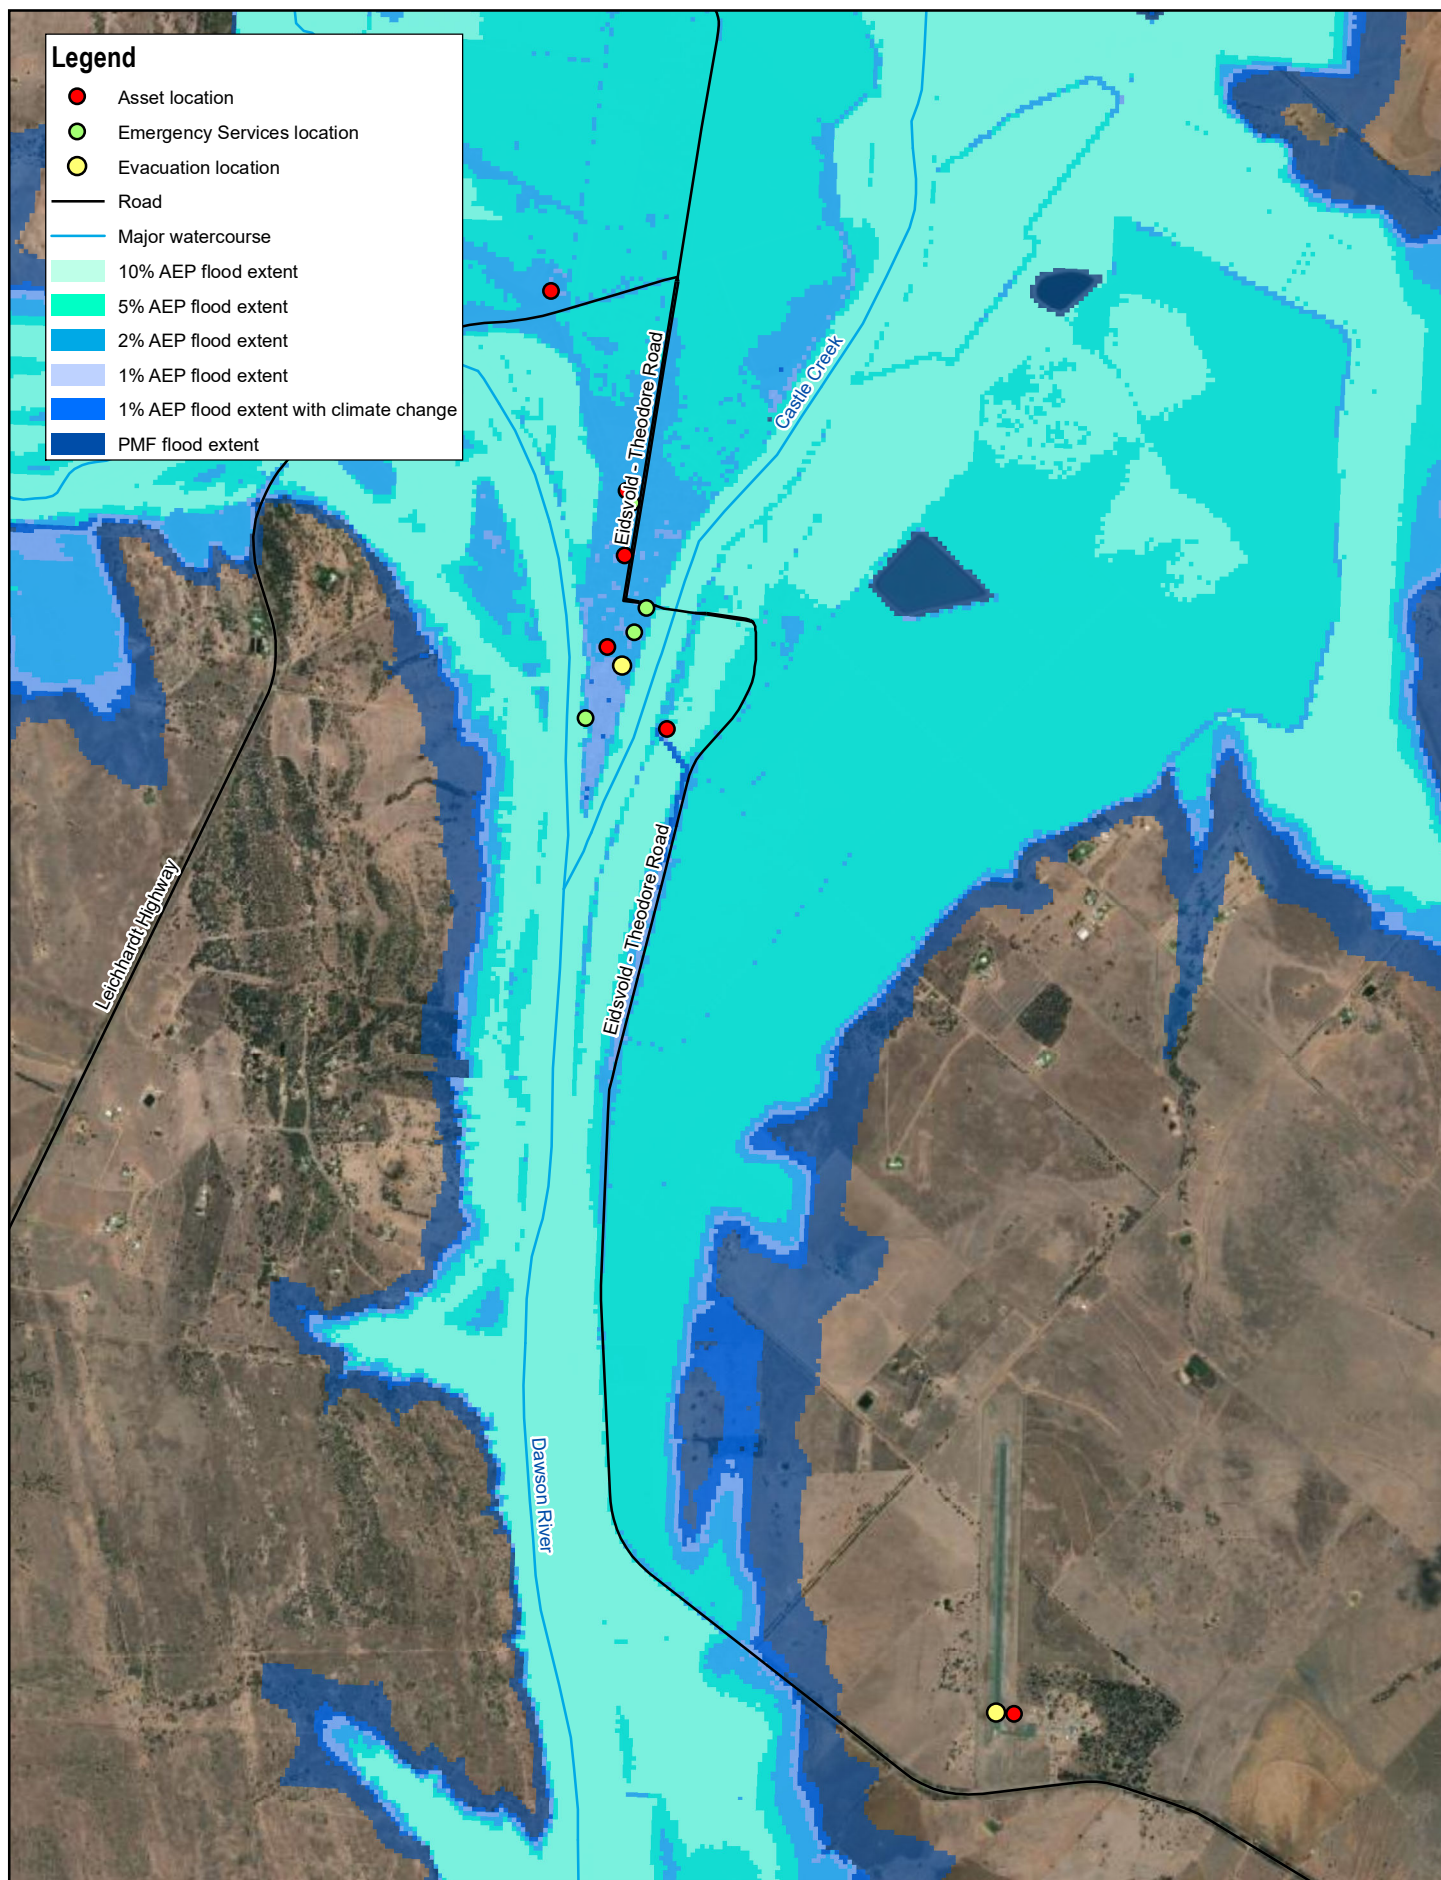 Legend
Asset location
Emergency Services location
Evacuation location
Road
Major watercourse
10% AEP flood extent
5% AEP flood extent
2% AEP flood extent
1% AEP flood extent
1% AEP flood extent with climate change
PMF flood extent
Eidsvold - Theodore Road
Castle Creek
Leichhardt Highway
Eidsvold - Theodore Road
Dawson River